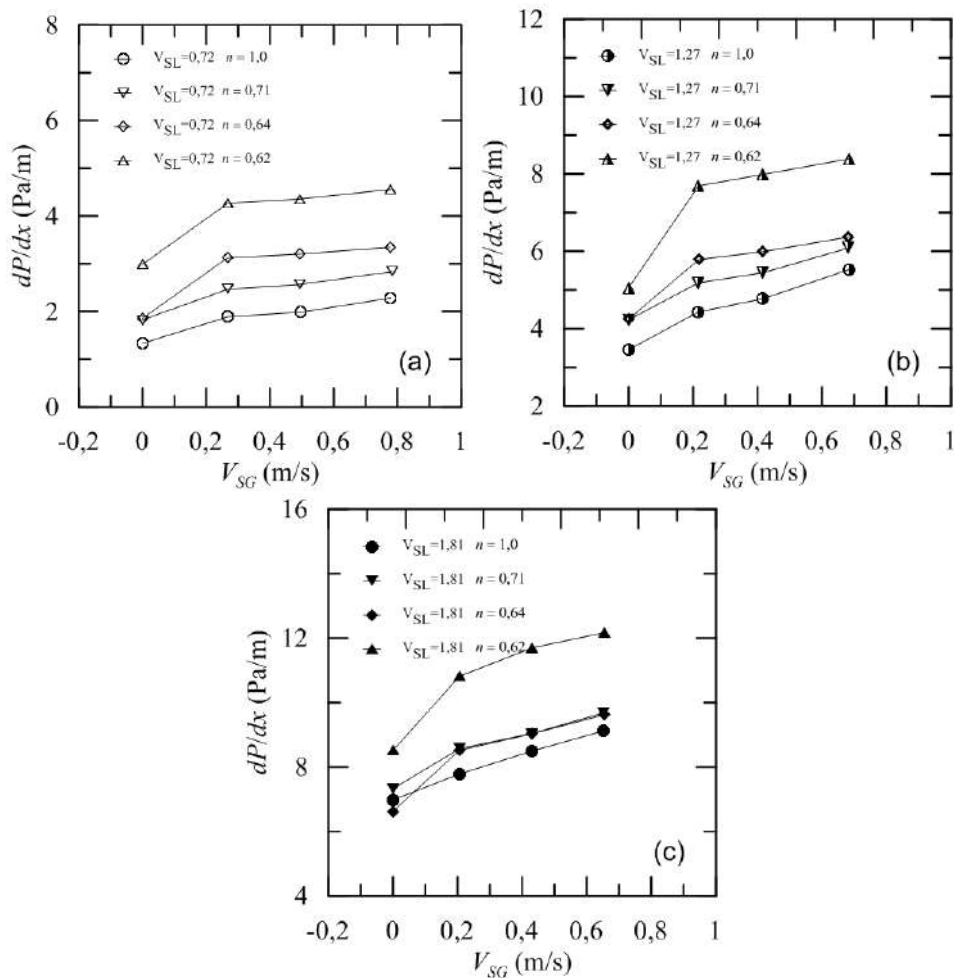 8
6
4
2
0
dP/dx (Pa/m)
V_SL=0,72 n = 1,0
V_SL=0,72 n = 0,71
V_SL=0,72 n = 0,64
V_SL=0,72 n = 0,62
(a)
-0,2 0 0,2 0,4 0,6 0,8 1
V_SG (m/s)
12
10
8
6
4
2
dP/dx (Pa/m)
V_SL=1,27 n = 1,0
V_SL=1,27 n = 0,71
V_SL=1,27 n = 0,64
V_SL=1,27 n = 0,62
(b)
-0,2 0 0,2 0,4 0,6 0,8 1
V_SG (m/s)
16
12
8
4
dP/dx (Pa/m)
V_SL=1,81 n = 1,0
V_SL=1,81 n = 0,71
V_SL=1,81 n = 0,64
V_SL=1,81 n = 0,62
(c)
-0,2 0 0,2 0,4 0,6 0,8 1
V_SG (m/s)